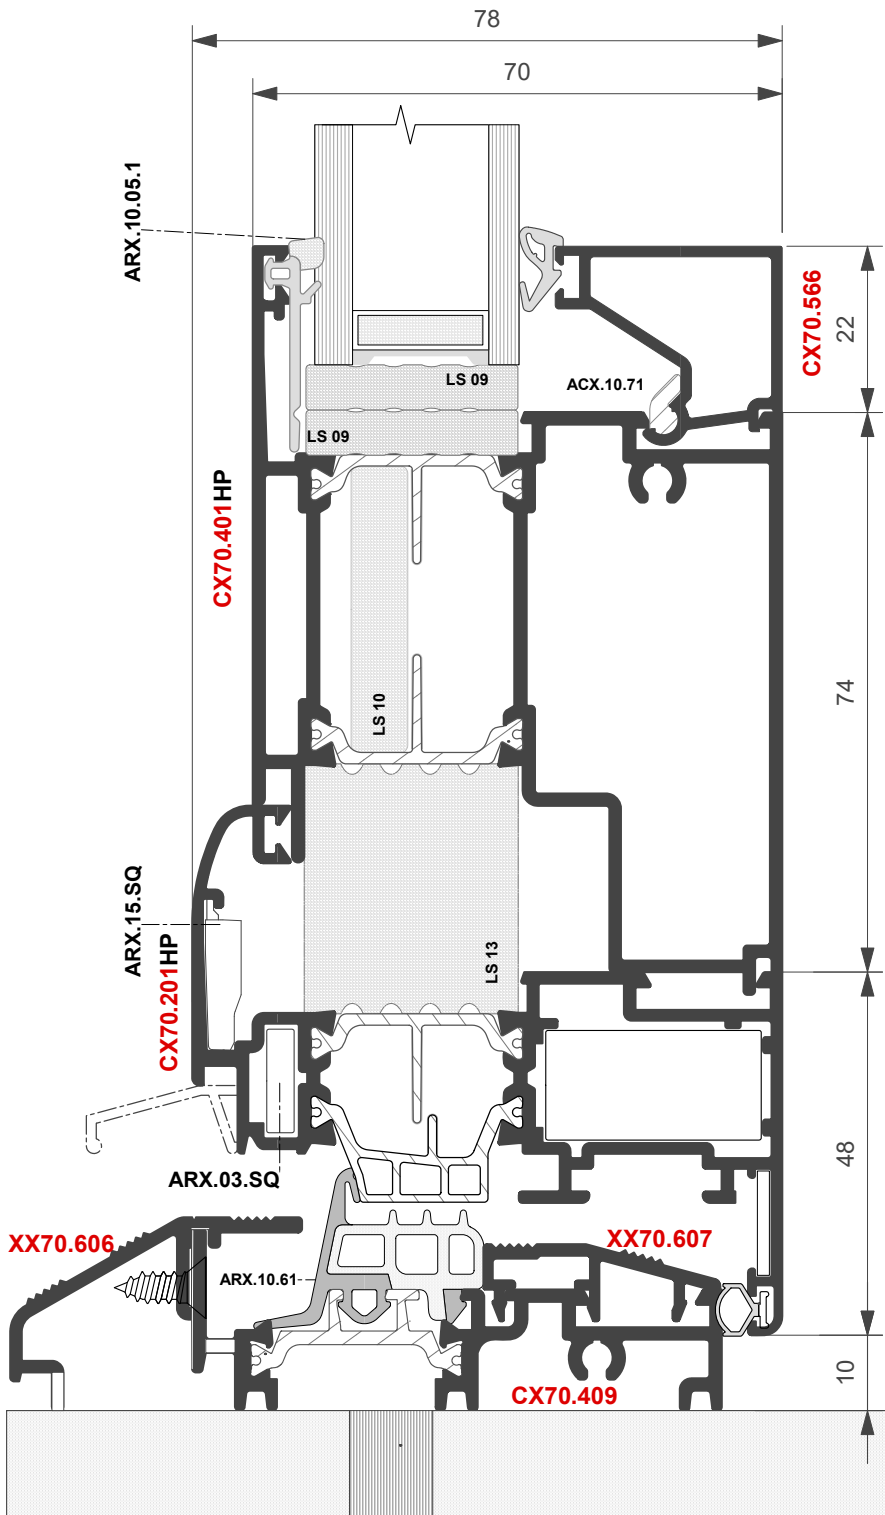 78
70
ARX.10.05.1
CX70.566
22
LS 09
ACX.10.71
LS 09
CX70.401HP
LS 10
74
ARX.15.SQ
CX70.201HP
LS 13
ARX.03.SQ
48
XX70.606
XX70.607
ARX.10.61
10
CX70.409